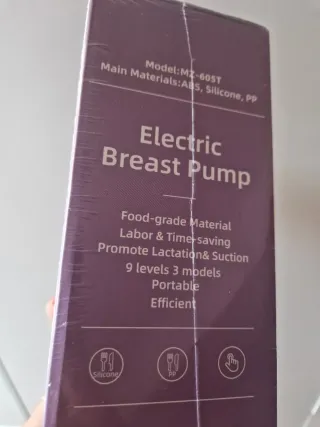 Model:MZ-605T
Main Materials:ABS, Silicone, PP
Electric
Breast Pump
Food-grade Material
Labor & Time-saving
Promote Lactation& Suction
9 levels 3 models
Portable
Efficient
Silicone
PP